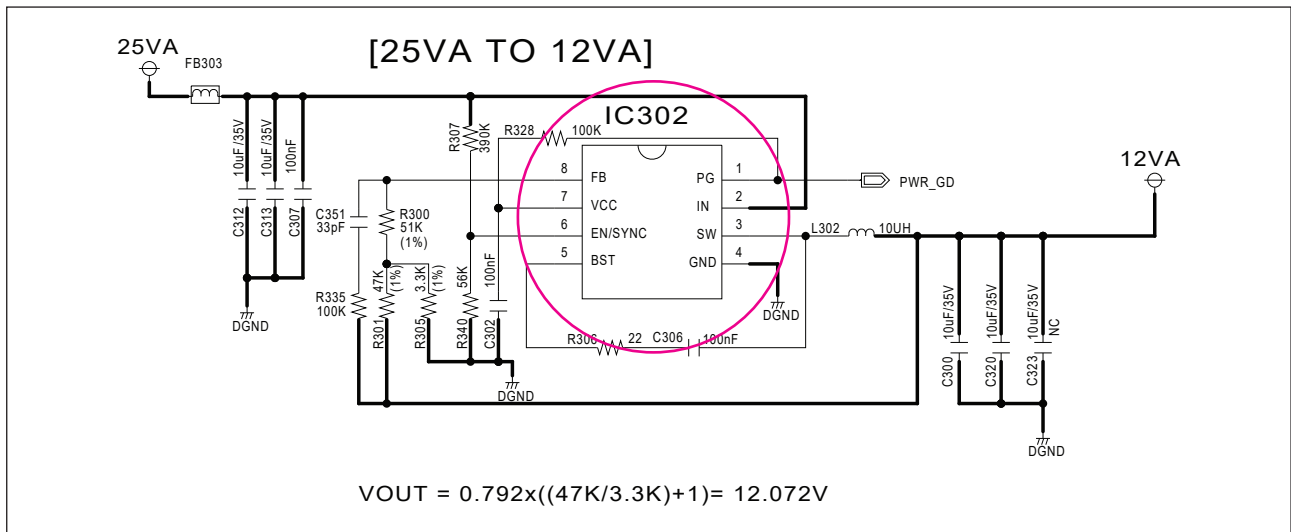 [25VA TO 12VA]
25VA
FB303
IC302
R307
390K
R328
100K
10uF/35V
10uF/35V
100nF
C312
C313
C307
DGND
8
FB
7
VCC
6
EN/SYNC
5
BST
PG
1
IN
2
SW
3
GND
4
PWR_GD
12VA
L302
10UH
C351
33pF
R300
51K
(1%)
R335
100K
47K
(1%)
R301
3.3K
(1%)
R305
56K
R340
100nF
C302
DGND
R306
22
C306
100nF
DGND
10uF/35V
C300
10uF/35V
C320
10uF/35V
NC
C323
DGND
VOUT = 0.792x((47K/3.3K)+1)= 12.072V